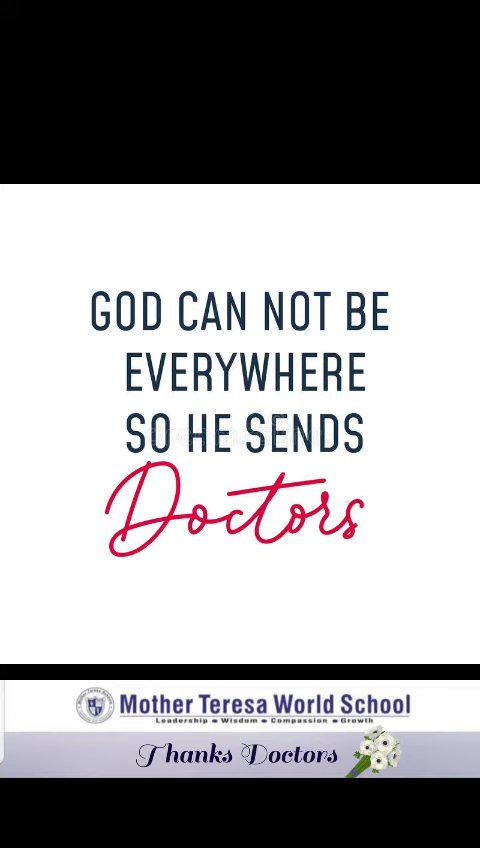 GOD CAN NOT BE
EVERYWHERE
SO HE SENDS
Doctors
Mother Teresa World School
Leadership • Wisdom • Compassion • Growth
Thanks Doctors